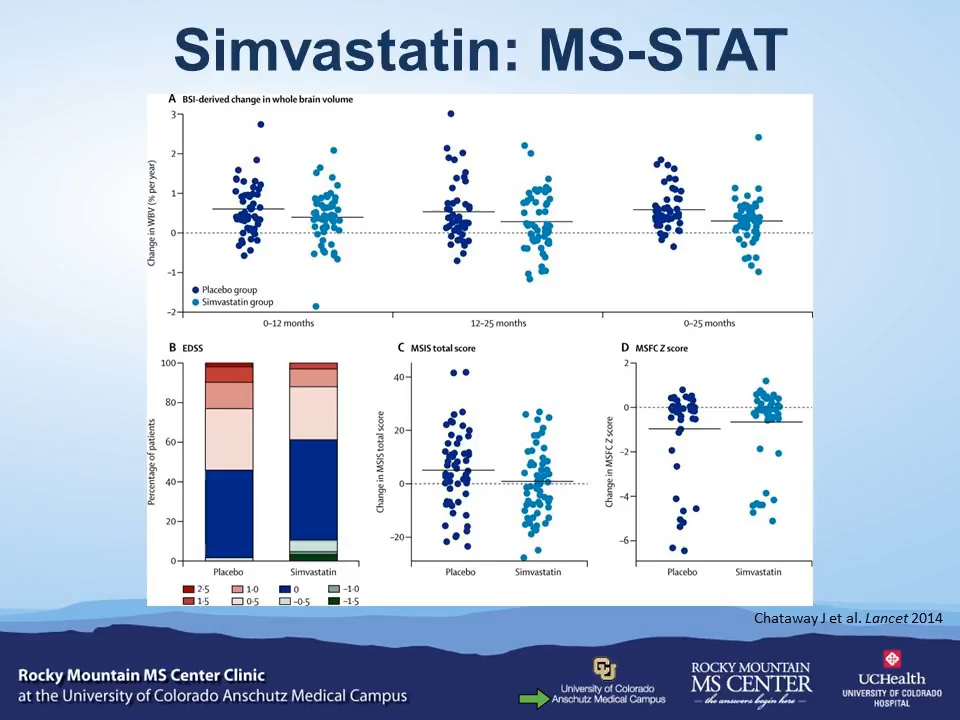 Simvastatin: MS-STAT
A BSI-derived change in whole brain volume
Change in WBV (% per year)
3
2
1
0
−1
−2
Placebo group
Simvastatin group
0–12 months
12–25 months
0–25 months
B EDSS
Percentage of patients
100
80
60
40
20
0
Placebo
Simvastatin
2·5
1·0
0
−1·0
1·5
0·5
−0·5
−1·5
C MSIS total score
Change in MSIS total score
40
20
0
−20
Placebo
Simvastatin
D MSFC Z score
Change in MSFC Z score
2
0
−2
−4
−6
Placebo
Simvastatin
Chataway J et al. Lancet 2014
Rocky Mountain MS Center Clinic
at the University of Colorado Anschutz Medical Campus
CU
University of Colorado
Anschutz Medical Campus
ROCKY MOUNTAIN
MS CENTER
the answers begin here
UCHealth
UNIVERSITY OF COLORADO
HOSPITAL